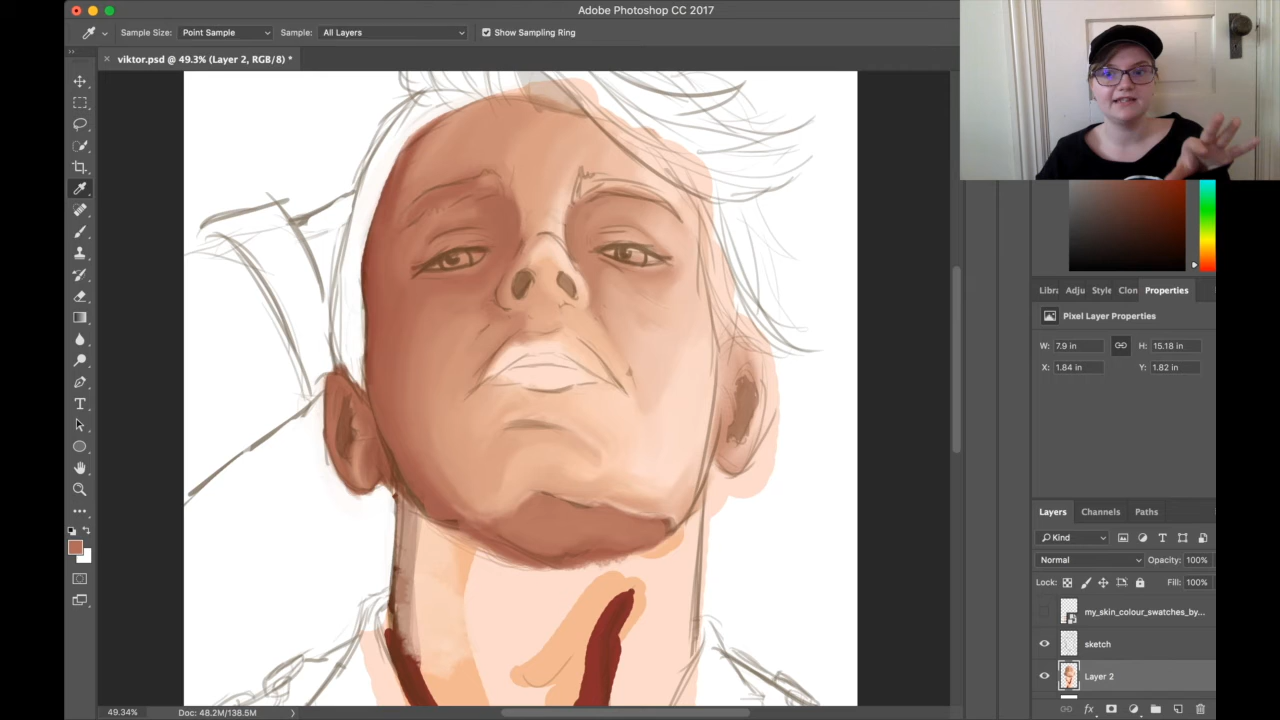 Adobe Photoshop CC 2017
Sample Size: Point Sample Sample: All Layers Show Sampling Ring
viktor.psd @ 49.3% (Layer 2, RGB/8) *
Libra Adju Style Clon Properties
Pixel Layer Properties
W: 7.9 in H: 15.18 in
X: 1.84 in Y: 1.82 in
Layers Channels Paths
Kind
Normal Opacity: 100%
Lock: Fill: 100%
my_skin_colour_swatches_by...
sketch
Layer 2
fx
49.34% Doc: 48.2M/138.5M